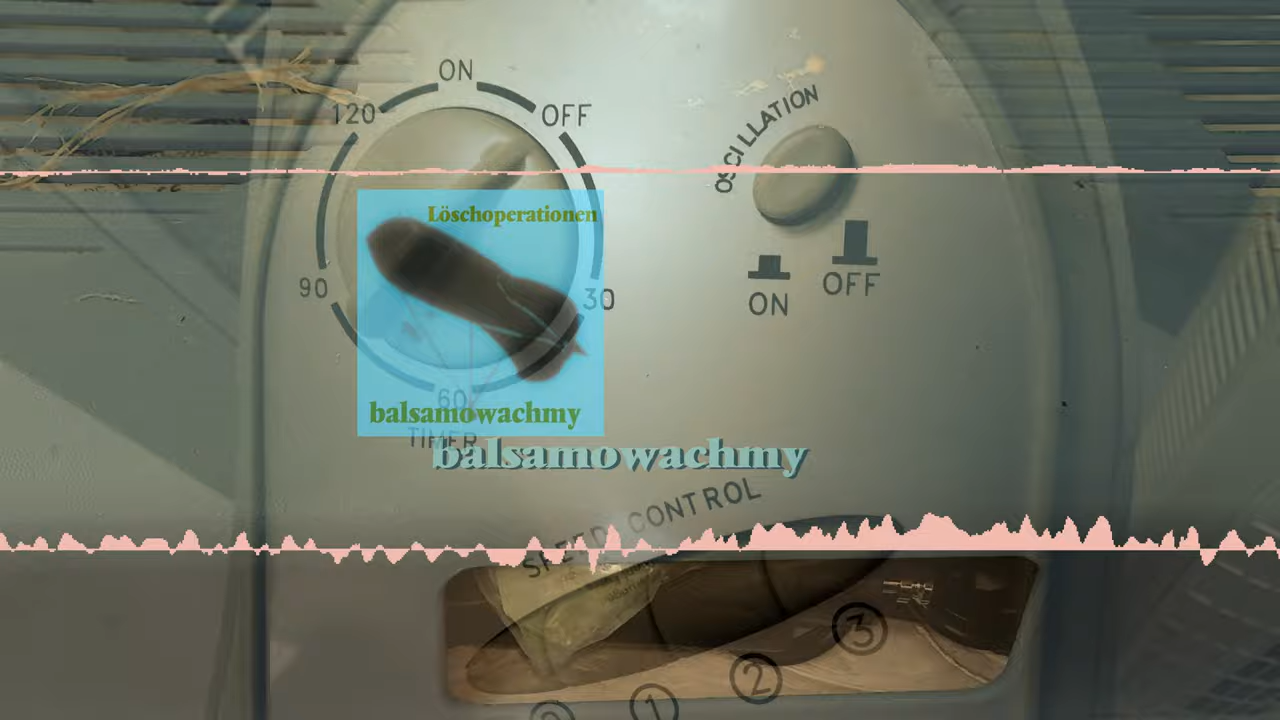 ON
120
OFF
OSCILLATION
Löschoperationen
90
30
ON
OFF
60
balsamowachmy
TIMER
balsamowachmy
SPEED CONTROL
3
2
1